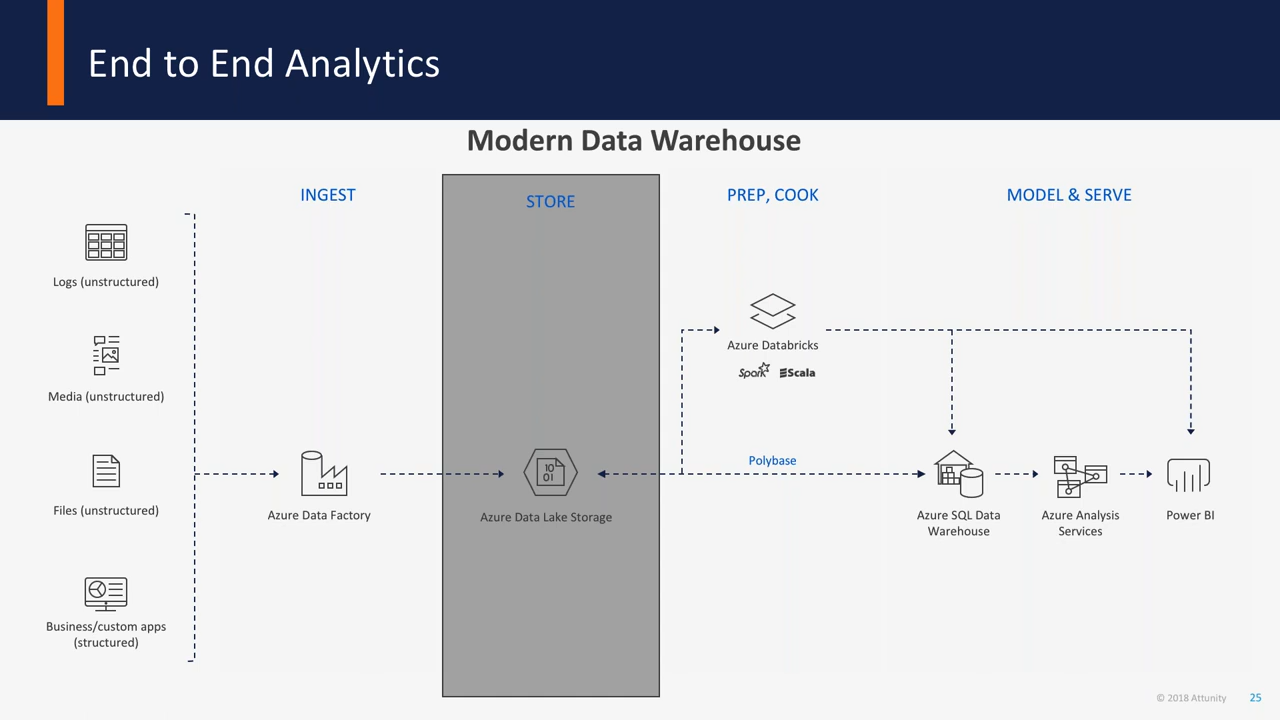 End to End Analytics
Modern Data Warehouse
INGEST
STORE
PREP, COOK
MODEL & SERVE
Logs (unstructured)
Media (unstructured)
Files (unstructured)
Business/custom apps
(structured)
Azure Data Factory
10
01
Azure Data Lake Storage
Azure Databricks
Spark
Scala
Polybase
Azure SQL Data
Warehouse
Azure Analysis
Services
Power BI
© 2018 Attunity
25